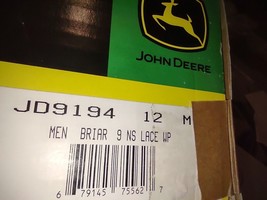 JOHN DEERE
JD9194 12 M
MEN BRIAR 9 NS LACE WP
6 79145 75562 7